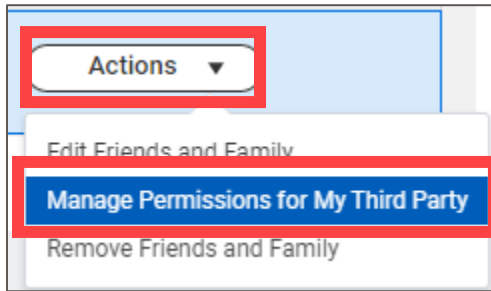 Actions
Edit Friends and Family
Manage Permissions for My Third Party
Remove Friends and Family